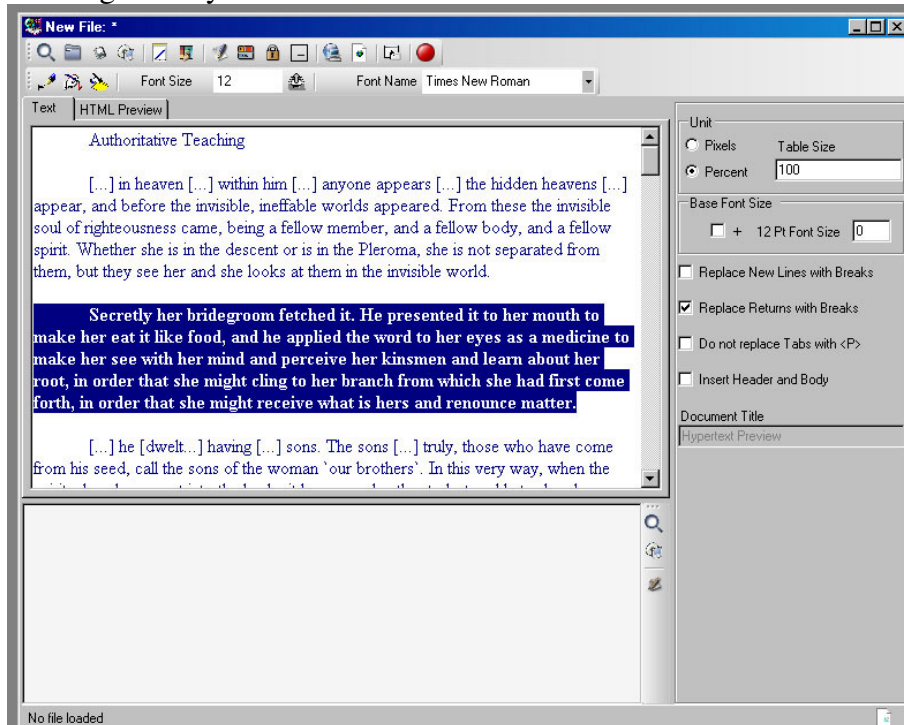 New File: *
Font Size 12 Font Name Times New Roman
Text HTML Preview
Authoritative Teaching
[...] in heaven [...] within him [...] anyone appears [...] the hidden heavens [...]
appear, and before the invisible, ineffable worlds appeared. From these the invisible
soul of righteousness came, being a fellow member, and a fellow body, and a fellow
spirit. Whether she is in the descent or is in the Pleroma, she is not separated from
them, but they see her and she looks at them in the invisible world.
Secretly her bridegroom fetched it. He presented it to her mouth to
make her eat it like food, and he applied the word to her eyes as a medicine to
make her see with her mind and perceive her kinsmen and learn about her
root, in order that she might cling to her branch from which she had first come
forth, in order that she might receive what is hers and renounce matter.
[...] he [dwelt...] having [...] sons. The sons [...] truly, those who have come
from his seed, call the sons of the woman `our brothers`. In this very way, when the
Unit
Pixels Table Size
Percent 100
Base Font Size
+ 12 Pt Font Size 0
Replace New Lines with Breaks
Replace Returns with Breaks
Do not replace Tabs with <P>
Insert Header and Body
Document Title
Hypertext Preview
No file loaded